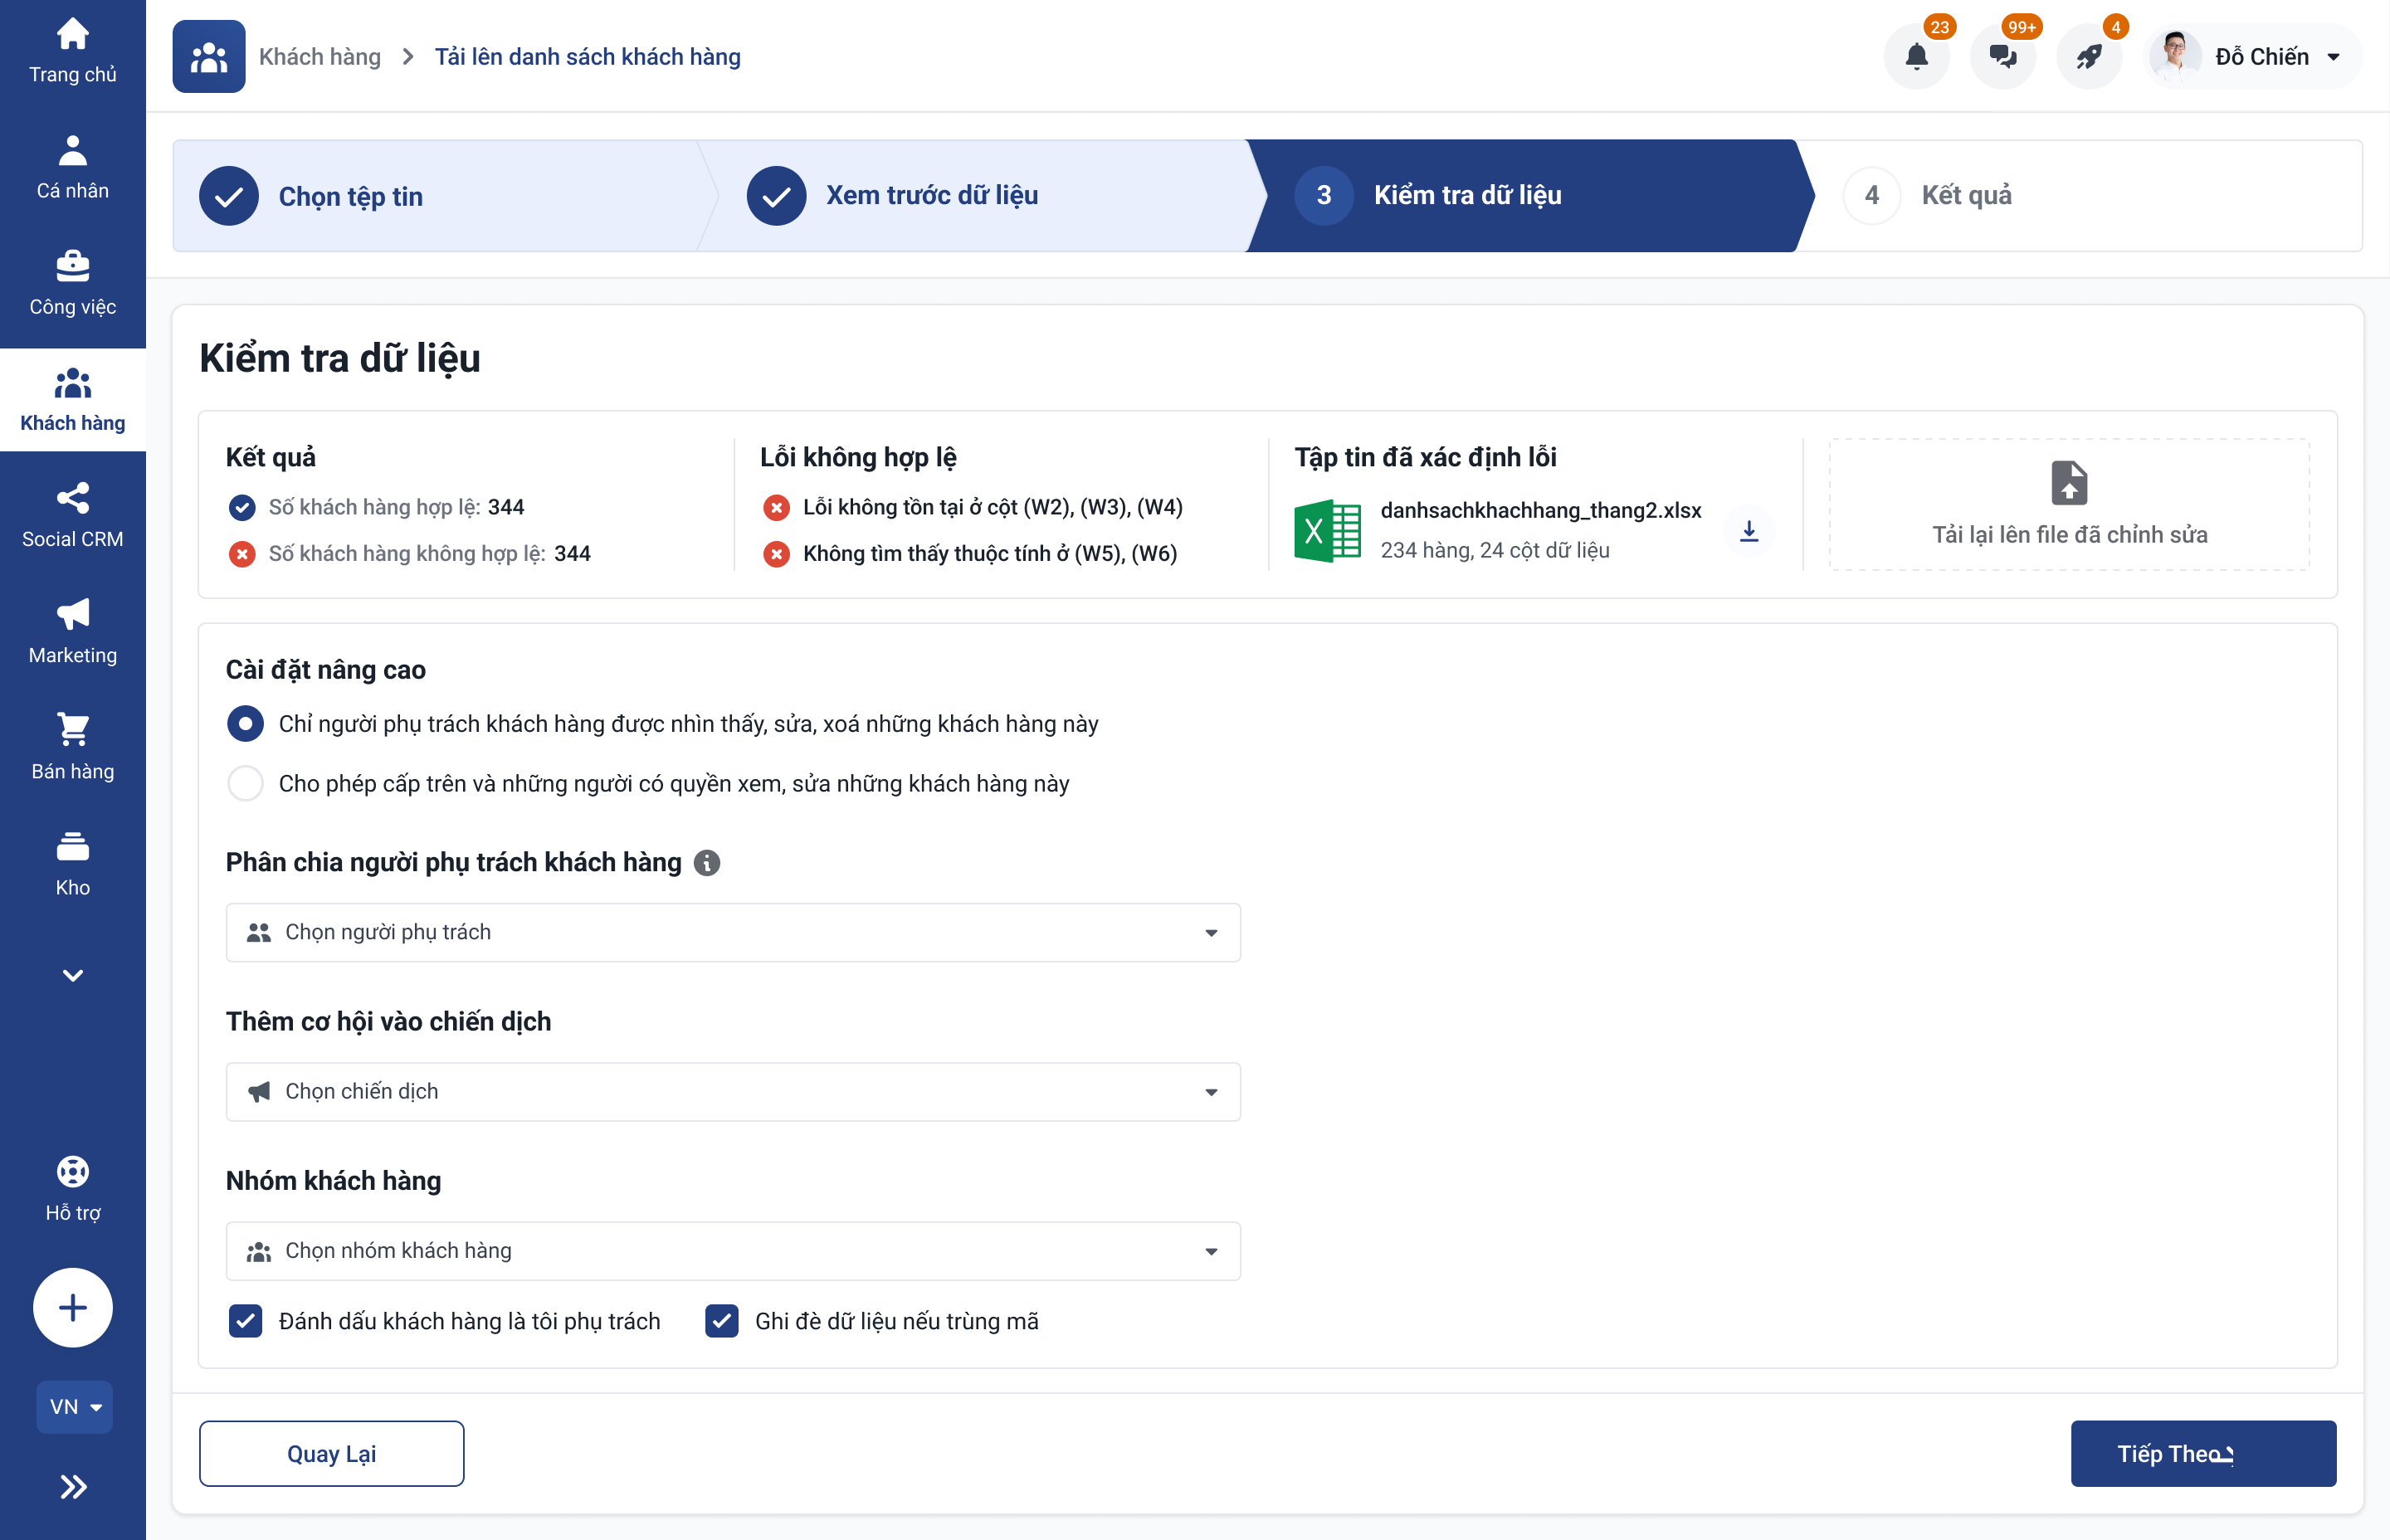 Trang chủ
Cá nhân
Công việc
Khách hàng
Social CRM
Marketing
Bán hàng
Kho
Hỗ trợ
VN
Khách hàng
Tải lên danh sách khách hàng
23
99+
4
Đỗ Chiến
Chọn tệp tin
Xem trước dữ liệu
3
Kiểm tra dữ liệu
4
Kết quả
Kiểm tra dữ liệu
Kết quả
Số khách hàng hợp lệ: 344
Số khách hàng không hợp lệ: 344
Lỗi không hợp lệ
Lỗi không tồn tại ở cột (W2), (W3), (W4)
Không tìm thấy thuộc tính ở (W5), (W6)
Tập tin đã xác định lỗi
danhsachkhachhang_thang2.xlsx
234 hàng, 24 cột dữ liệu
Tải lại lên file đã chỉnh sửa
Cài đặt nâng cao
Chỉ người phụ trách khách hàng được nhìn thấy, sửa, xoá những khách hàng này
Cho phép cấp trên và những người có quyền xem, sửa những khách hàng này
Phân chia người phụ trách khách hàng
Chọn người phụ trách
Thêm cơ hội vào chiến dịch
Chọn chiến dịch
Nhóm khách hàng
Chọn nhóm khách hàng
Đánh dấu khách hàng là tôi phụ trách
Ghi đè dữ liệu nếu trùng mã
Quay Lại
Tiếp Theo